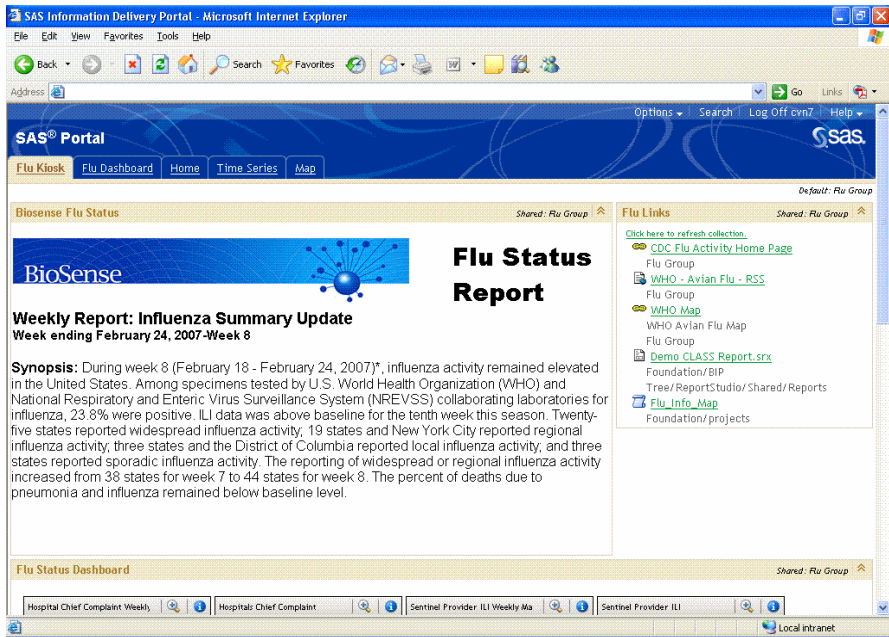 SAS Information Delivery Portal - Microsoft Internet Explorer
File Edit View Favorites Tools Help
Back Search Favorites
Address Go Links
Options Search Log Off cvn7 Help
SAS® Portal
sas.
Flu Kiosk Flu Dashboard Home Time Series Map
Default: Flu Group
Biosense Flu Status Shared: Flu Group
BioSense
Flu Status
Report
Weekly Report: Influenza Summary Update
Week ending February 24, 2007-Week 8
Synopsis: During week 8 (February 18 - February 24, 2007)*, influenza activity remained elevated
in the United States. Among specimens tested by U.S. World Health Organization (WHO) and
National Respiratory and Enteric Virus Surveillance System (NREVSS) collaborating laboratories for
influenza, 23.8% were positive. ILI data was above baseline for the tenth week this season. Twenty-
five states reported widespread influenza activity; 19 states and New York City reported regional
influenza activity; three states and the District of Columbia reported local influenza activity; and three
states reported sporadic influenza activity. The reporting of widespread or regional influenza activity
increased from 38 states for week 7 to 44 states for week 8. The percent of deaths due to
pneumonia and influenza remained below baseline level.
Flu Links Shared: Flu Group
Click here to refresh collection.
CDC Flu Activity Home Page
Flu Group
WHO - Avian Flu - RSS
Flu Group
WHO Map
WHO Avian Flu Map
Flu Group
Demo CLASS Report.srx
Foundation/BIP
Tree/ReportStudio/Shared/Reports
Flu_Info_Map
Foundation/projects
Flu Status Dashboard Shared: Flu Group
Hospital Chief Complaint Weekly Hospitals Chief Complaint Sentinel Provider ILI Weekly Ma Sentinel Provider ILI
Local intranet